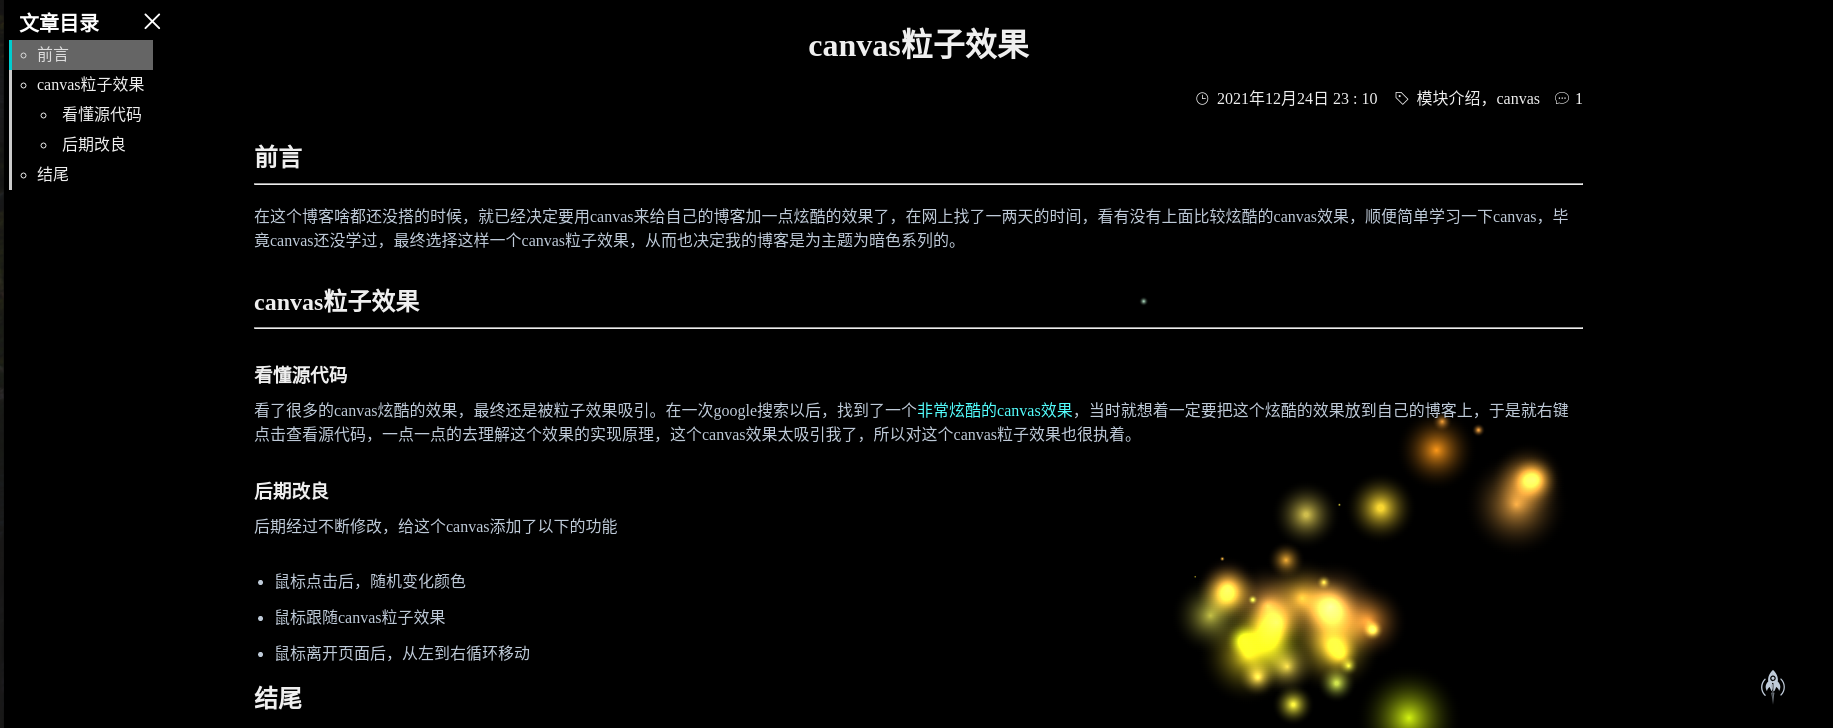 文章目录
前言
canvas粒子效果
看懂源代码
后期改良
结尾
canvas粒子效果
2021年12月24日 23 : 10 模块介绍，canvas 1
前言
在这个博客啥都还没搭的时候，就已经决定要用canvas来给自己的博客加一点炫酷的效果了，在网上找了一两天的时间，看有没有上面比较炫酷的canvas效果，顺便简单学习一下canvas，毕
竟canvas还没学过，最终选择这样一个canvas粒子效果，从而也决定我的博客是为主题为暗色系列的。
canvas粒子效果
看懂源代码
看了很多的canvas炫酷的效果，最终还是被粒子效果吸引。在一次google搜索以后，找到了一个非常炫酷的canvas效果，当时就想着一定要把这个炫酷的效果放到自己的博客上，于是就右键
点击查看源代码，一点一点的去理解这个效果的实现原理，这个canvas效果太吸引我了，所以对这个canvas粒子效果也很执着。
后期改良
后期经过不断修改，给这个canvas添加了以下的功能
鼠标点击后，随机变化颜色
鼠标跟随canvas粒子效果
鼠标离开页面后，从左到右循环移动
结尾